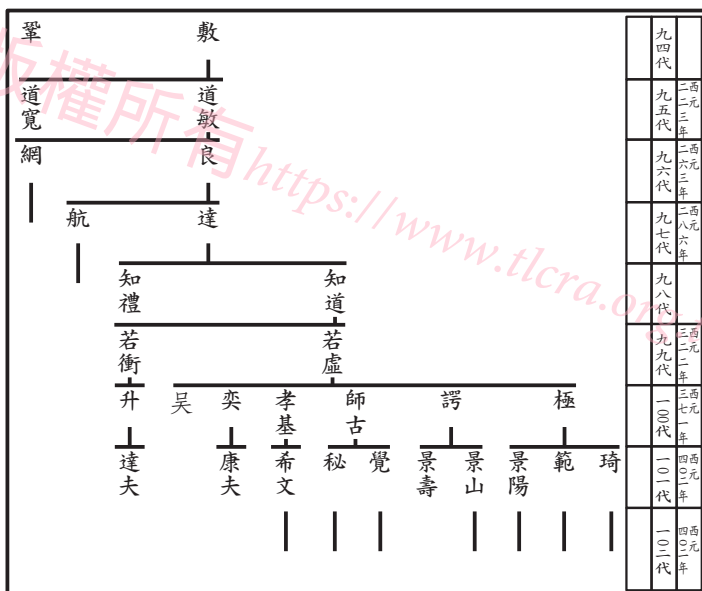 九四代
敷
鞏
西元二二三年
九五代
道敏
道寬
西元二六三年
九六代
良
網
西元二八六年
九七代
達
航
九八代
知道
知禮
西元三二二年
九九代
若虛
若衝
西元三七一年
一〇〇代
極
諤
師古
孝基
奕
吴
升
西元四〇二年
一〇一代
琦
範
景陽
景山
景壽
覺
秘
希文
康夫
達夫
西元四〇二年
一〇二代
版權所有 https://www.tlcra.org.